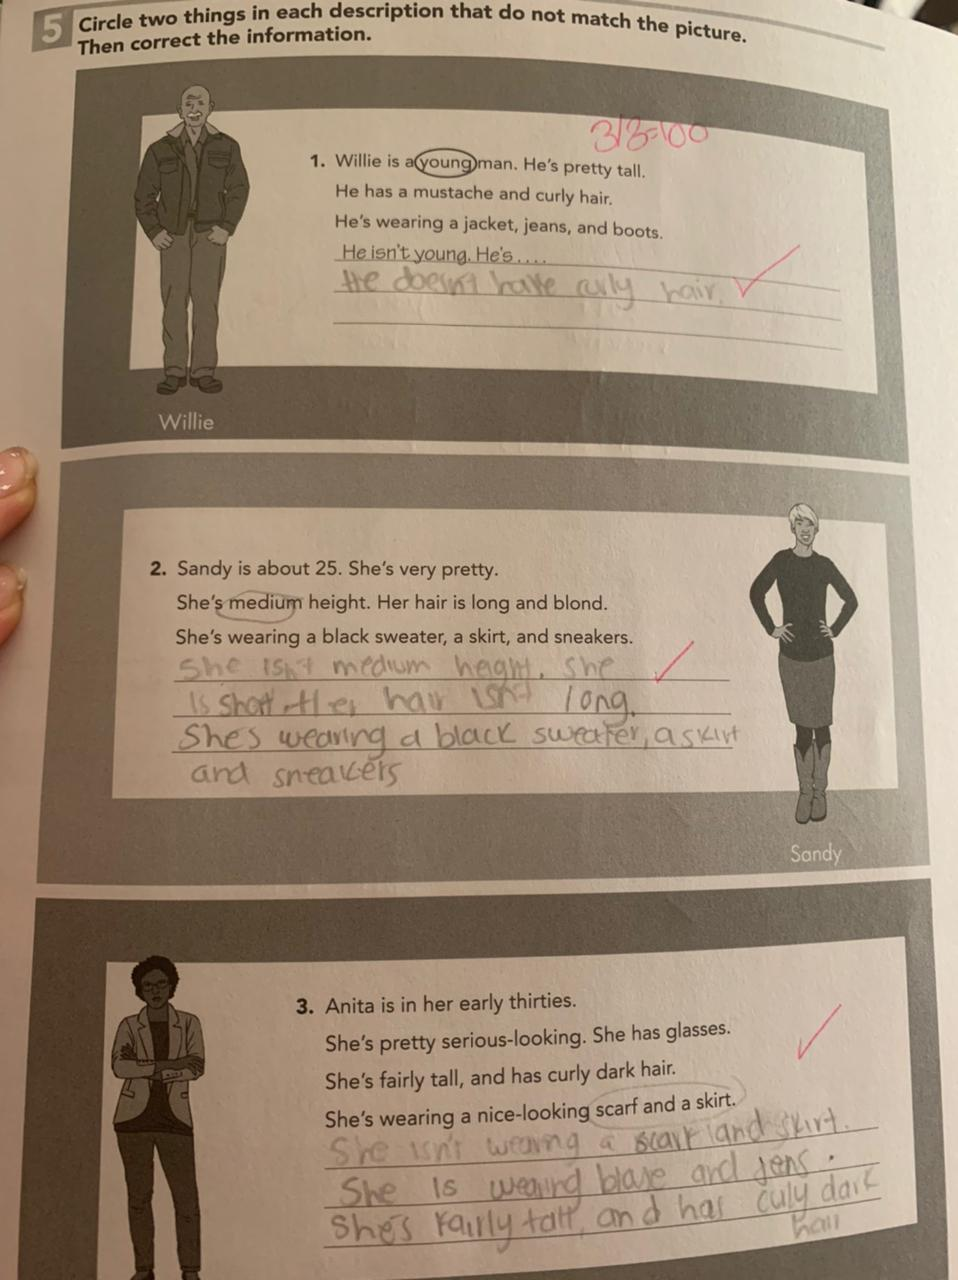 5 Circle two things in each description that do not match the picture.
Then correct the information.
3/3=100
1. Willie is a young man. He's pretty tall.
He has a mustache and curly hair.
He's wearing a jacket, jeans, and boots.
He isn't young. He's ....
He doesn't have curly hair.
Willie
2. Sandy is about 25. She's very pretty.
She's medium height. Her hair is long and blond.
She's wearing a black sweater, a skirt, and sneakers.
She isn't medium height. she
is short. Her hair isn't long.
She's wearing a black sweater, a skirt
and sneakers
Sandy
3. Anita is in her early thirties.
She's pretty serious-looking. She has glasses.
She's fairly tall, and has curly dark hair.
She's wearing a nice-looking scarf and a skirt.
She isn't wearing a scarf and skirt.
She is wearing and jens.
She's Fairly tall, and has culy dark
hair